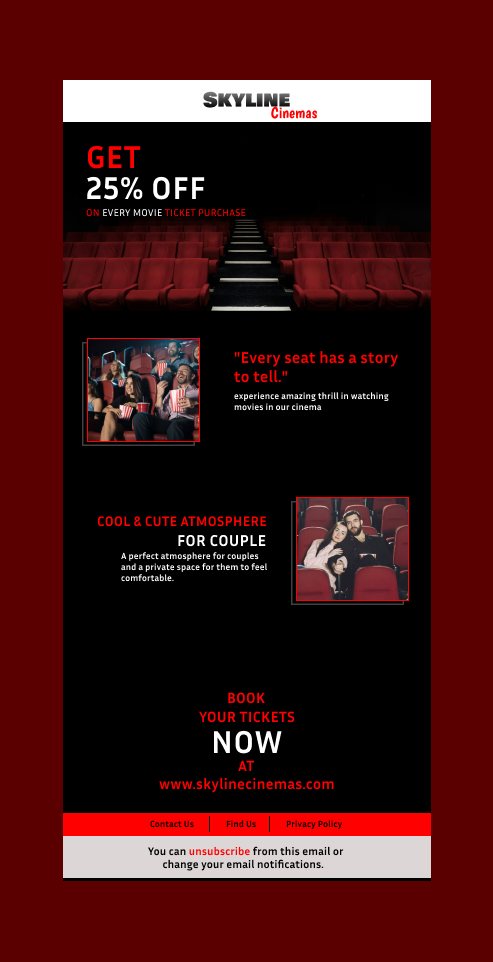 SKYLINE
Cinemas
GET
25% OFF
ON EVERY MOVIE TICKET PURCHASE
"Every seat has a story
to tell."
experience amazing thrill in watching
movies in our cinema
COOL & CUTE ATMOSPHERE
FOR COUPLE
A perfect atmosphere for couples
and a private space for them to feel
comfortable.
BOOK
YOUR TICKETS
NOW
AT
www.skylinecinemas.com
Contact Us Find Us Privacy Policy
You can unsubscribe from this email or
change your email notifications.